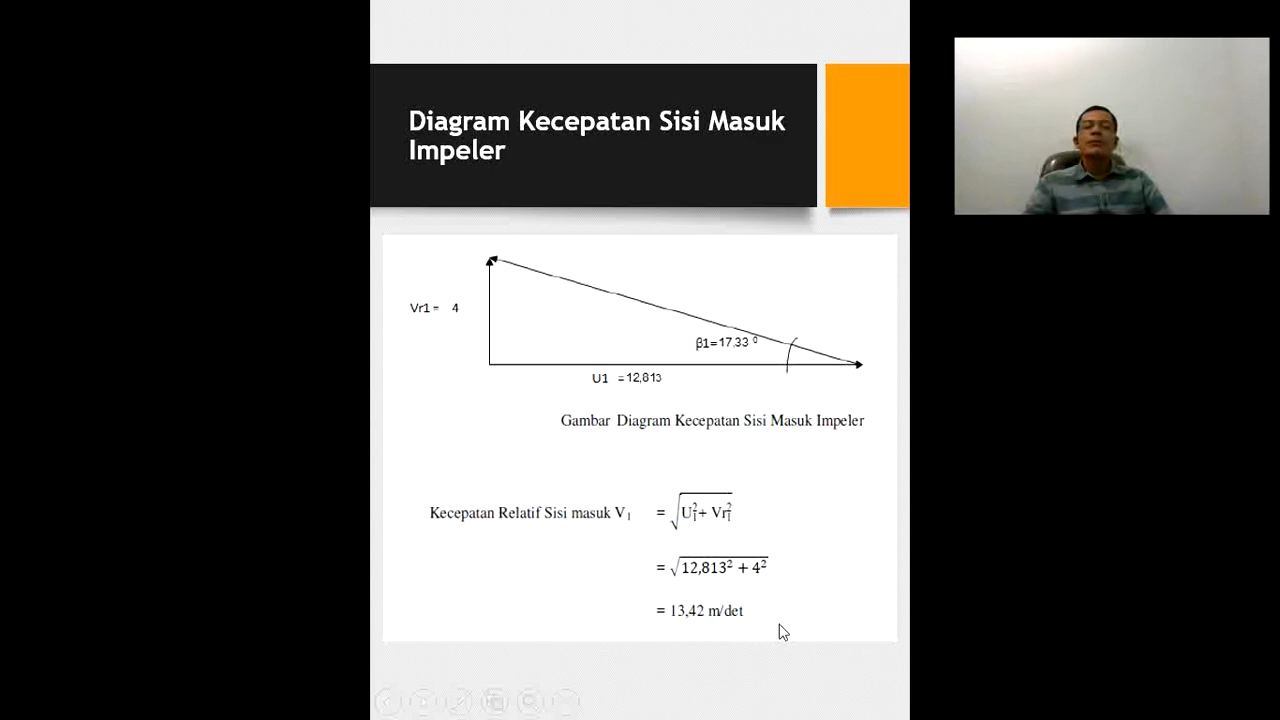 Diagram Kecepatan Sisi Masuk
Impeler
Vr1 = 4
β1=17.33 ⁰
U1 =12,813
Gambar Diagram Kecepatan Sisi Masuk Impeler
Kecepatan Relatif Sisi masuk V₁ = √(U₁²+ Vr₁²)
= √(12,813² + 4²)
= 13,42 m/det